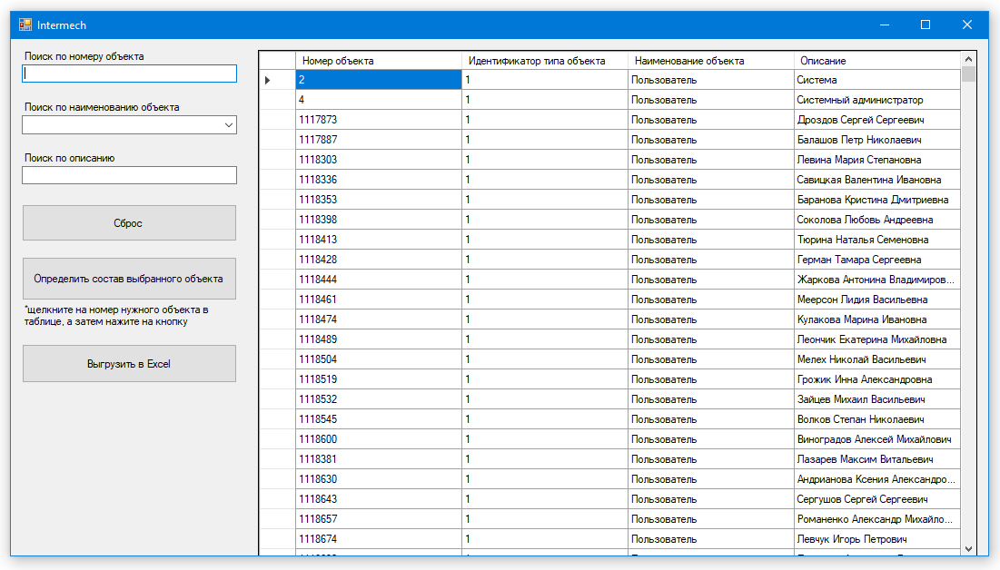 Intermech
Поиск по номеру объекта
Поиск по наименованию объекта
Поиск по описанию
Сброс
Определить состав выбранного объекта
*щелкните на номер нужного объекта в
таблице, а затем нажите на кнопку
Выгрузить в Excel
Номер объекта Идентификатор типа объекта Наименование объекта Описание
2 1 Пользователь Система
4 1 Пользователь Системный администратор
1117873 1 Пользователь Дроздов Сергей Сергеевич
1117887 1 Пользователь Балашов Петр Николаевич
1118303 1 Пользователь Левина Мария Степановна
1118336 1 Пользователь Савицкая Валентина Ивановна
1118353 1 Пользователь Баранова Кристина Дмитриевна
1118398 1 Пользователь Соколова Любовь Андреевна
1118413 1 Пользователь Тюрина Наталья Семеновна
1118428 1 Пользователь Герман Тамара Сергеевна
1118444 1 Пользователь Жаркова Антонина Владимиров...
1118461 1 Пользователь Меерсон Лидия Васильевна
1118474 1 Пользователь Кулакова Марина Ивановна
1118489 1 Пользователь Леончик Екатерина Михайловна
1118504 1 Пользователь Мелех Николай Васильевич
1118519 1 Пользователь Грожик Инна Александровна
1118532 1 Пользователь Зайцев Михаил Васильевич
1118545 1 Пользователь Волков Степан Николаевич
1118600 1 Пользователь Виноградов Алексей Михайлович
1118381 1 Пользователь Лазарев Максим Витальевич
1118630 1 Пользователь Андрианова Ксения Александро...
1118643 1 Пользователь Сергушов Сергей Сергеевич
1118657 1 Пользователь Романенко Александр Михайло...
1118674 1 Пользователь Левчук Игорь Петрович